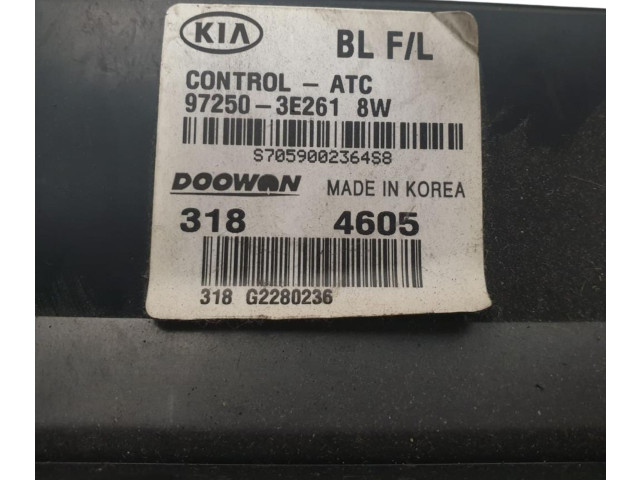 KIA BL F/L
CONTROL - ATC
97250-3E261 8W
S7059002364S8
DOOWON MADE IN KOREA
318 4605
318 G2280236